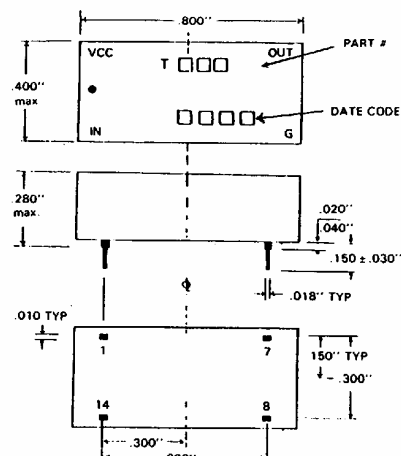 .800"
VCC OUT
T □□□
PART #
.400"
max
DATE CODE
□□□□
IN G
.280"
max.
.020"
.040"
.150 ± .030"
.018" TYP
.010 TYP
1 7
150" TYP
.300"
14 8
.300"